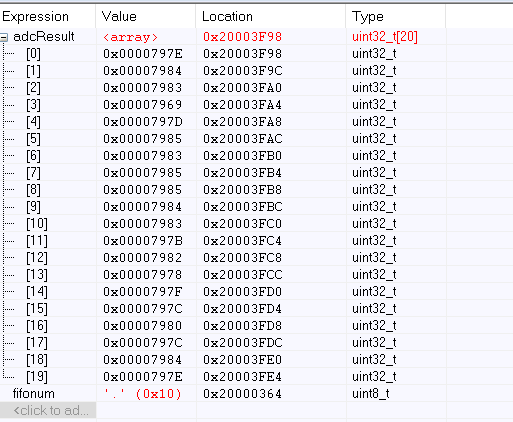 Expression Value Location Type
adcResult <array> 0x20003F98 uint32_t[20]
[0] 0x0000797E 0x20003F98 uint32_t
[1] 0x00007984 0x20003F9C uint32_t
[2] 0x00007983 0x20003FA0 uint32_t
[3] 0x00007969 0x20003FA4 uint32_t
[4] 0x0000797D 0x20003FA8 uint32_t
[5] 0x00007985 0x20003FAC uint32_t
[6] 0x00007983 0x20003FB0 uint32_t
[7] 0x00007985 0x20003FB4 uint32_t
[8] 0x00007985 0x20003FB8 uint32_t
[9] 0x00007984 0x20003FBC uint32_t
[10] 0x00007983 0x20003FC0 uint32_t
[11] 0x0000797B 0x20003FC4 uint32_t
[12] 0x00007982 0x20003FC8 uint32_t
[13] 0x00007978 0x20003FCC uint32_t
[14] 0x0000797F 0x20003FD0 uint32_t
[15] 0x0000797C 0x20003FD4 uint32_t
[16] 0x00007980 0x20003FD8 uint32_t
[17] 0x0000797C 0x20003FDC uint32_t
[18] 0x00007984 0x20003FE0 uint32_t
[19] 0x0000797E 0x20003FE4 uint32_t
fifonum '.' (0x10) 0x20000364 uint8_t
<click to ad...